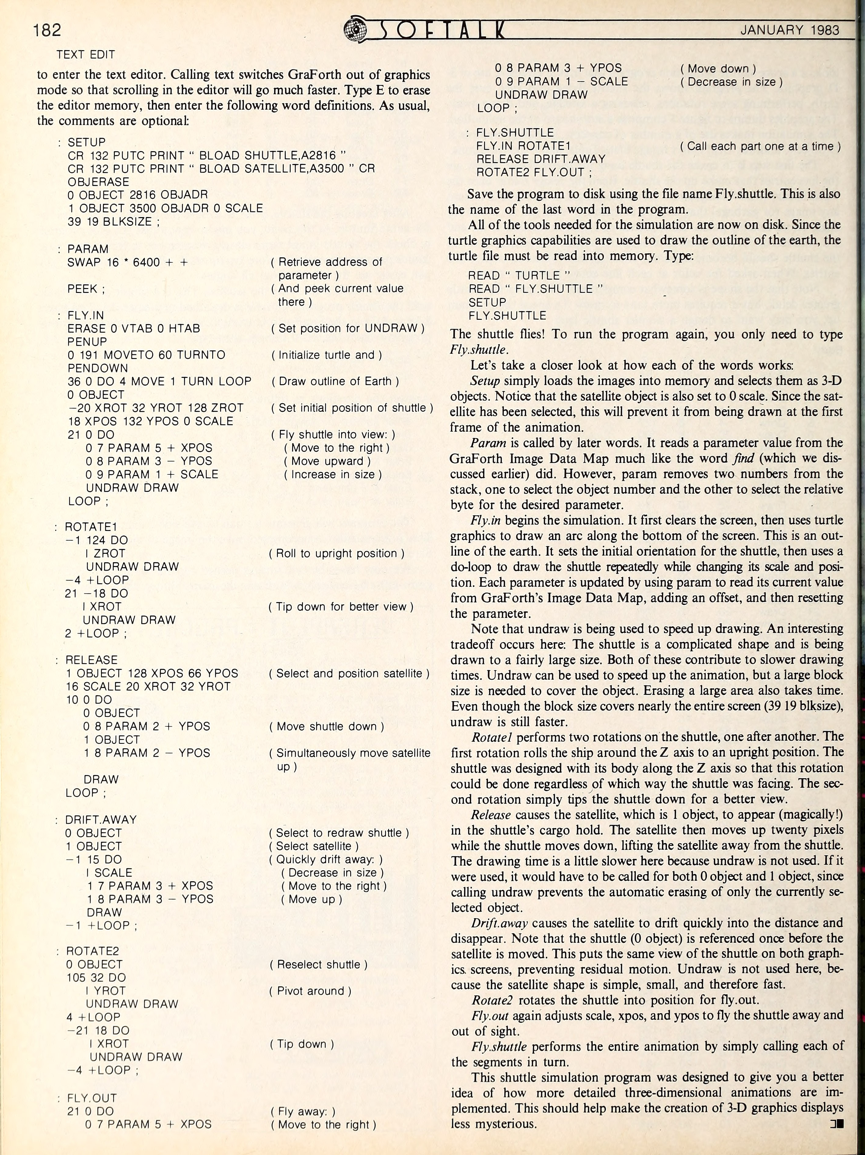 182
SOFTALK
JANUARY 1983
TEXT EDIT
to enter the text editor. Calling text switches GraForth out of graphics
mode so that scrolling in the editor will go much faster. Type E to erase
the editor memory, then enter the following word definitions. As usual,
the comments are optional:
: SETUP
CR 132 PUTC PRINT " BLOAD SHUTTLE,A2816 "
CR 132 PUTC PRINT " BLOAD SATELLITE,A3500 " CR
OBJERASE
0 OBJECT 2816 OBJADR
1 OBJECT 3500 OBJADR 0 SCALE
39 19 BLKSIZE ;
: PARAM
SWAP 16 * 6400 + + ( Retrieve address of
parameter )
PEEK ; ( And peek current value
there )
: FLY.IN
ERASE 0 VTAB 0 HTAB ( Set position for UNDRAW )
PENUP
0 191 MOVETO 60 TURNTO ( Initialize turtle and )
PENDOWN
36 0 DO 4 MOVE 1 TURN LOOP ( Draw outline of Earth )
0 OBJECT
-20 XROT 32 YROT 128 ZROT ( Set initial position of shuttle )
18 XPOS 132 YPOS 0 SCALE
21 0 DO ( Fly shuttle into view: )
0 7 PARAM 5 + XPOS ( Move to the right )
0 8 PARAM 3 - YPOS ( Move upward )
0 9 PARAM 1 + SCALE ( Increase in size )
UNDRAW DRAW
LOOP ;
: ROTATE1
-1 124 DO
I ZROT ( Roll to upright position )
UNDRAW DRAW
-4 +LOOP
21 -18 DO
I XROT ( Tip down for better view )
UNDRAW DRAW
2 +LOOP ;
: RELEASE
1 OBJECT 128 XPOS 66 YPOS ( Select and position satellite )
16 SCALE 20 XROT 32 YROT
10 0 DO
0 OBJECT
0 8 PARAM 2 + YPOS ( Move shuttle down )
1 OBJECT
1 8 PARAM 2 - YPOS ( Simultaneously move satellite
up )
DRAW
LOOP ;
: DRIFT.AWAY
0 OBJECT ( Select to redraw shuttle )
1 OBJECT ( Select satellite )
-1 15 DO ( Quickly drift away: )
I SCALE ( Decrease in size )
1 7 PARAM 3 + XPOS ( Move to the right )
1 8 PARAM 3 - YPOS ( Move up )
DRAW
-1 +LOOP ;
: ROTATE2
0 OBJECT ( Reselect shuttle )
105 32 DO
I YROT ( Pivot around )
UNDRAW DRAW
4 +LOOP
-21 18 DO
I XROT ( Tip down )
UNDRAW DRAW
-4 +LOOP ;
: FLY.OUT
21 0 DO ( Fly away: )
0 7 PARAM 5 + XPOS ( Move to the right )
0 8 PARAM 3 + YPOS ( Move down )
0 9 PARAM 1 - SCALE ( Decrease in size )
UNDRAW DRAW
LOOP ;
: FLY.SHUTTLE
FLY.IN ROTATE1 ( Call each part one at a time )
RELEASE DRIFT.AWAY
ROTATE2 FLY.OUT ;
Save the program to disk using the file name Fly.shuttle. This is also
the name of the last word in the program.
All of the tools needed for the simulation are now on disk. Since the
turtle graphics capabilities are used to draw the outline of the earth, the
turtle file must be read into memory. Type:
READ " TURTLE "
READ " FLY.SHUTTLE "
SETUP
FLY.SHUTTLE
The shuttle flies! To run the program again, you only need to type
Fly.shuttle.
Let's take a closer look at how each of the words works:
Setup simply loads the images into memory and selects them as 3-D
objects. Notice that the satellite object is also set to 0 scale. Since the sat-
ellite has been selected, this will prevent it from being drawn at the first
frame of the animation.
Param is called by later words. It reads a parameter value from the
GraForth Image Data Map much like the word find (which we dis-
cussed earlier) did. However, param removes two numbers from the
stack, one to select the object number and the other to select the relative
byte for the desired parameter.
Fly.in begins the simulation. It first clears the screen, then uses turtle
graphics to draw an arc along the bottom of the screen. This is an out-
line of the earth. It sets the initial orientation for the shuttle, then uses a
do-loop to draw the shuttle repeatedly while changing its scale and posi-
tion. Each parameter is updated by using param to read its current value
from GraForth's Image Data Map, adding an offset, and then resetting
the parameter.
Note that undraw is being used to speed up drawing. An interesting
tradeoff occurs here: The shuttle is a complicated shape and is being
drawn to a fairly large size. Both of these contribute to slower drawing
times. Undraw can be used to speed up the animation, but a large block
size is needed to cover the object. Erasing a large area also takes time.
Even though the block size covers nearly the entire screen (39 19 blksize),
undraw is still faster.
Rotate1 performs two rotations on the shuttle, one after another. The
first rotation rolls the ship around the Z axis to an upright position. The
shuttle was designed with its body along the Z axis so that this rotation
could be done regardless of which way the shuttle was facing. The sec-
ond rotation simply tips the shuttle down for a better view.
Release causes the satellite, which is 1 object, to appear (magically!)
in the shuttle's cargo hold. The satellite then moves up twenty pixels
while the shuttle moves down, lifting the satellite away from the shuttle.
The drawing time is a little slower here because undraw is not used. If it
were used, it would have to be called for both 0 object and 1 object, since
calling undraw prevents the automatic erasing of only the currently se-
lected object.
Drift.away causes the satellite to drift quickly into the distance and
disappear. Note that the shuttle (0 object) is referenced once before the
satellite is moved. This puts the same view of the shuttle on both graph-
ics screens, preventing residual motion. Undraw is not used here, be-
cause the satellite shape is simple, small, and therefore fast.
Rotate2 rotates the shuttle into position for fly.out.
Fly.out again adjusts scale, xpos, and ypos to fly the shuttle away and
out of sight.
Fly.shuttle performs the entire animation by simply calling each of
the segments in turn.
This shuttle simulation program was designed to give you a better
idea of how more detailed three-dimensional animations are im-
plemented. This should help make the creation of 3-D graphics displays
less mysterious.